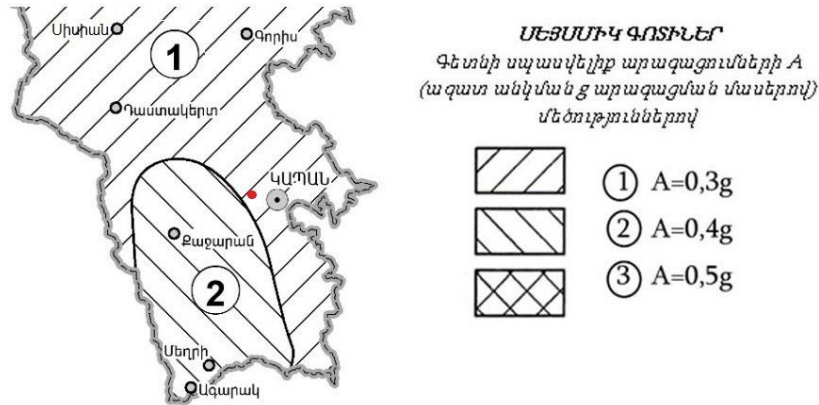 Սիսիան
Գորիս
1
Դաստակերտ
ԿԱՊԱՆ
Քաջարան
2
Մեղրի
Ագարակ
ՍԵՅՍՄԻԿ ԳՈՏԻՆԵՐ
Գետնի սպասվելիք արագացումների A
(ազատ անկման g արագացման մասերով)
մեծություններով
1 A=0,3g
2 A=0,4g
3 A=0,5g